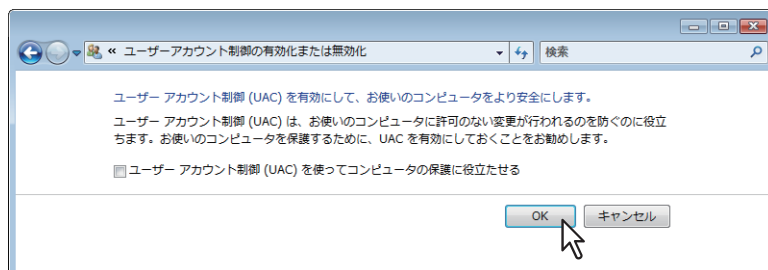 « ユーザーアカウント制御の有効化または無効化
検索
ユーザー アカウント制御 (UAC) を有効にして、お使いのコンピュータをより安全にします。
ユーザー アカウント制御 (UAC) は、お使いのコンピュータに許可のない変更が行われるのを防ぐのに役立
ちます。お使いのコンピュータを保護するために、UAC を有効にしておくことをお勧めします。
ユーザー アカウント制御 (UAC) を使ってコンピュータの保護に役立たせる
OK
キャンセル